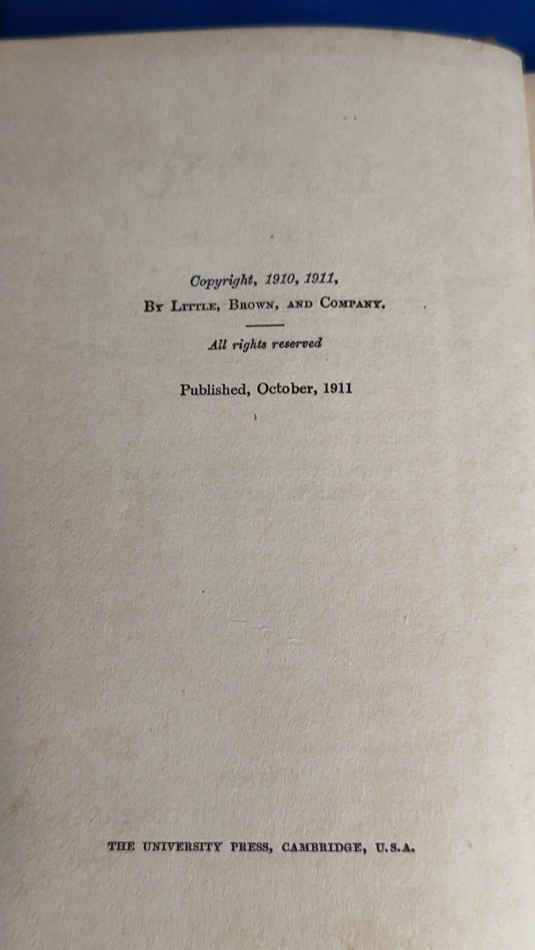 Copyright, 1910, 1911,
By Little, Brown, and Company.
All rights reserved
Published, October, 1911
THE UNIVERSITY PRESS, CAMBRIDGE, U.S.A.